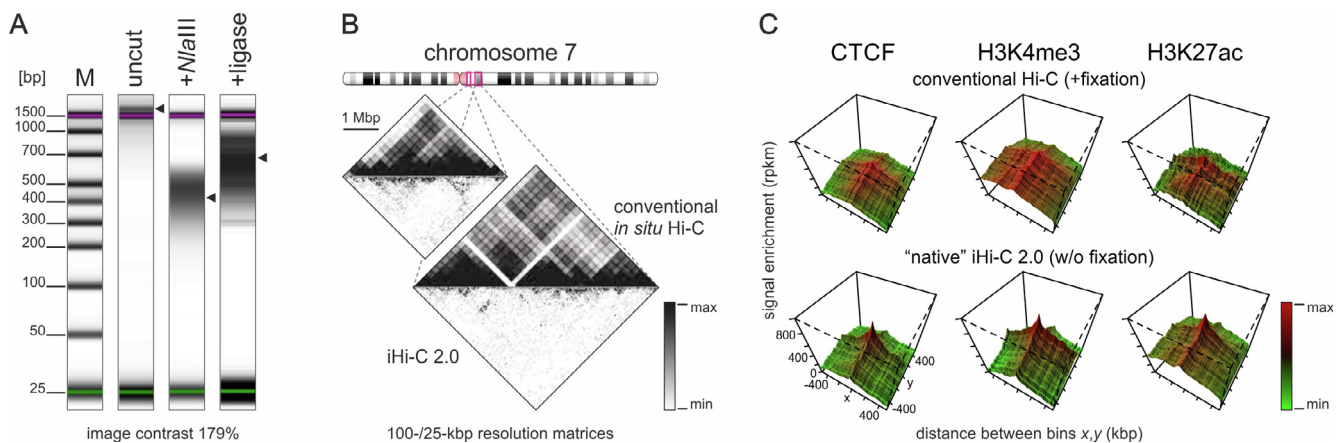 A
[bp]
M
uncut
+NlaIII
+ligase
1500
1000
700
500
400
300
200
100
50
25
image contrast 179%
B
chromosome 7
1 Mbp
conventional
in situ Hi-C
iHi-C 2.0
max
min
100-/25-kbp resolution matrices
C
CTCF
H3K4me3
H3K27ac
conventional Hi-C (+fixation)
"native" iHi-C 2.0 (w/o fixation)
signal enrichment (rpkm)
800
400
0
-400
x
400
400
y
-400
max
min
distance between bins x,y (kbp)